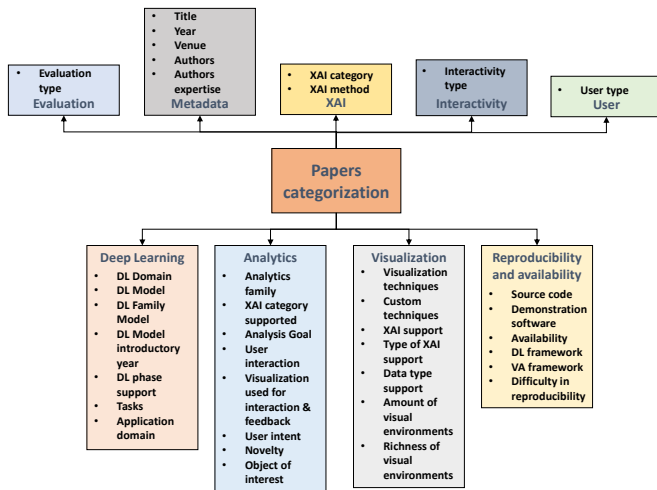 • Evaluation
type
Evaluation
• Title
• Year
• Venue
• Authors
• Authors
expertise
Metadata
• XAI category
• XAI method
XAI
• Interactivity
type
Interactivity
• User type
User
Papers
categorization
Deep Learning
• DL Domain
• DL Model
• DL Family
Model
• DL Model
introductory
year
• DL phase
support
• Tasks
• Application
domain
Analytics
• Analytics
family
• XAI category
supported
• Analysis Goal
• User
interaction
• Visualization
used for
interaction &
feedback
• User intent
• Novelty
• Object of
interest
Visualization
• Visualization
techniques
• Custom
techniques
• XAI support
• Type of XAI
support
• Data type
support
• Amount of
visual
environments
• Richness of
visual
environments
Reproducibility
and availability
• Source code
• Demonstration
software
• Availability
• DL framework
• VA framework
• Difficulty in
reproducibility